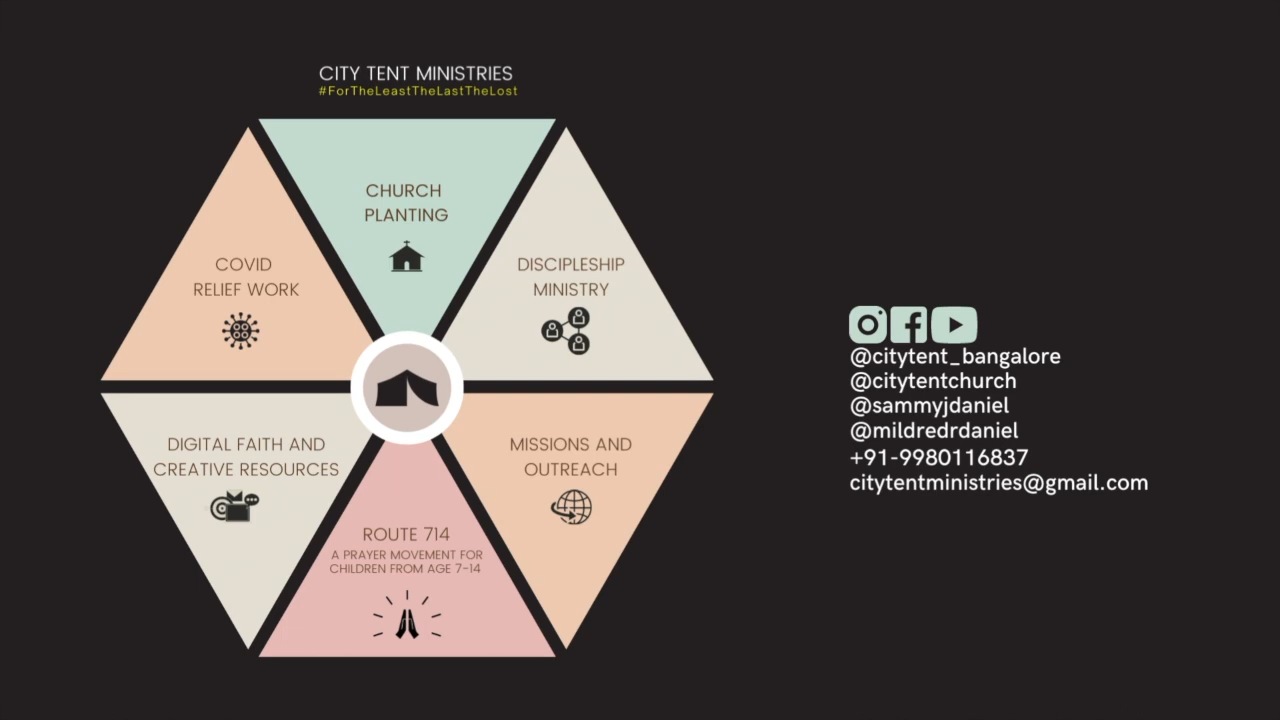 CITY TENT MINISTRIES
#ForTheLeastTheLastTheLost
CHURCH
PLANTING
COVID
RELIEF WORK
DISCIPLESHIP
MINISTRY
DIGITAL FAITH AND
CREATIVE RESOURCES
MISSIONS AND
OUTREACH
ROUTE 714
A PRAYER MOVEMENT FOR
CHILDREN FROM AGE 7-14
@citytent_bangalore
@citytentchurch
@sammyjdaniel
@mildredrdaniel
+91-9980116837
citytentministries@gmail.com